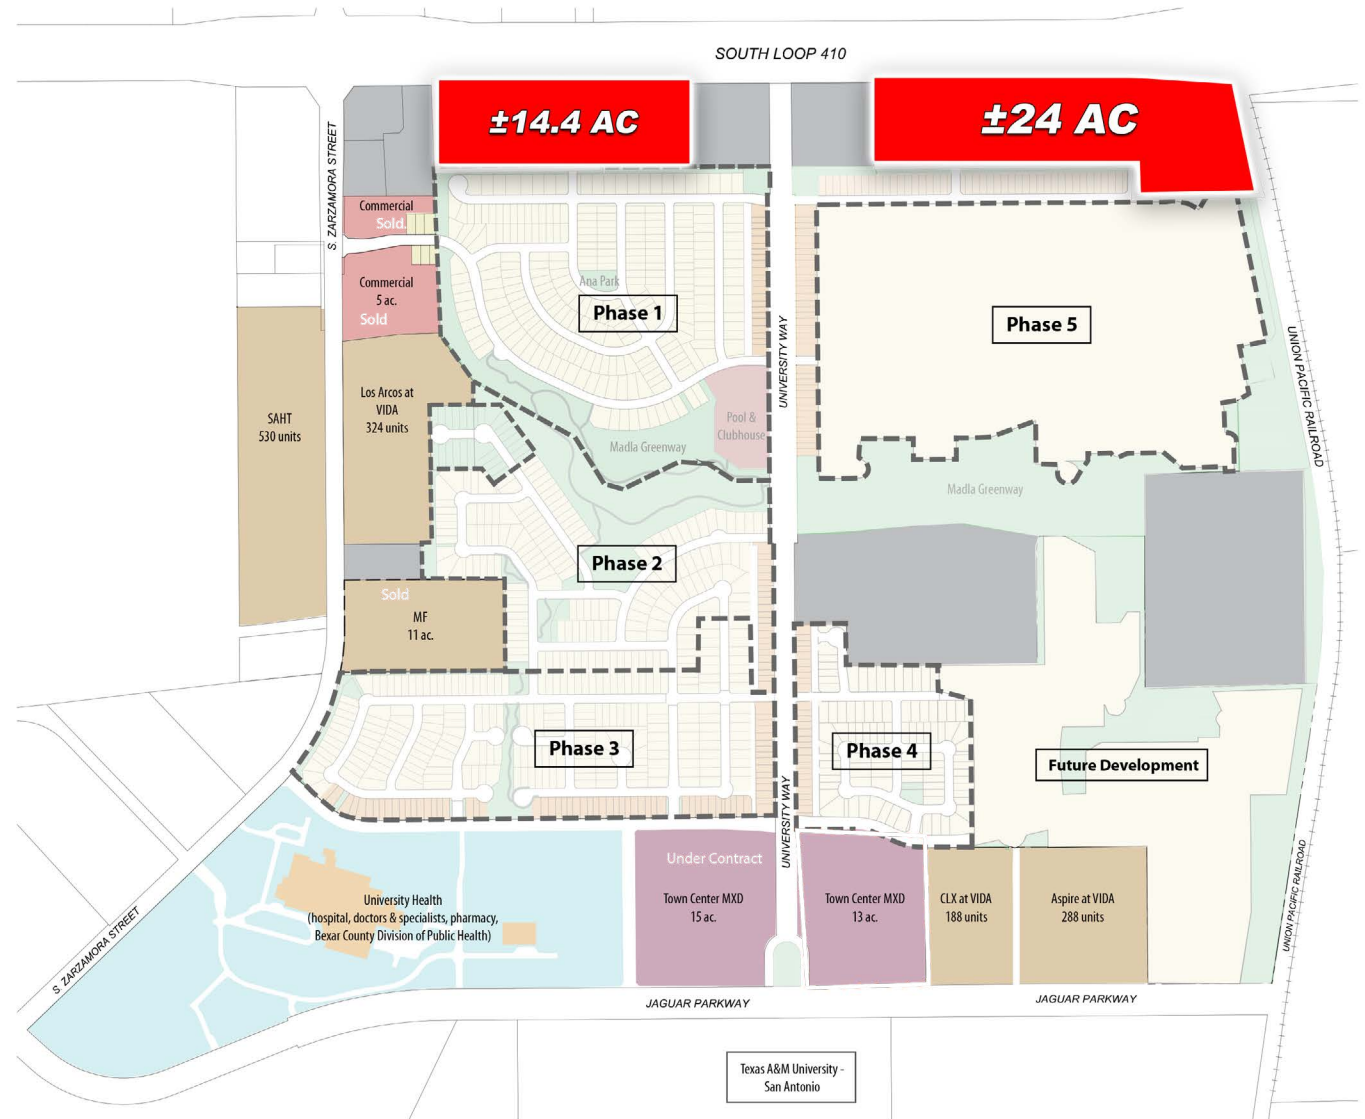 SOUTH LOOP 410
±14.4 AC
±24 AC
S. ZARZAMORA STREET
Commercial
Sold.
Commercial
5 ac.
Sold
Ana Park
Phase 1
UNIVERSITY WAY
Phase 5
UNION PACIFIC RAILROAD
SAHT
530 units
Los Arcos at
VIDA
324 units
Pool &
Clubhouse
Madla Greenway
Madla Greenway
Phase 2
Sold
MF
11 ac.
Phase 3
Phase 4
Future Development
UNIVERSITY WAY
Under Contract
Town Center MXD
15 ac.
Town Center MXD
13 ac.
CLX at VIDA
188 units
Aspire at VIDA
288 units
UNION PACIFIC RAILROAD
University Health
(hospital, doctors & specialists, pharmacy,
Bexar County Division of Public Health)
S. ZARZAMORA STREET
JAGUAR PARKWAY
JAGUAR PARKWAY
Texas A&M University -
San Antonio